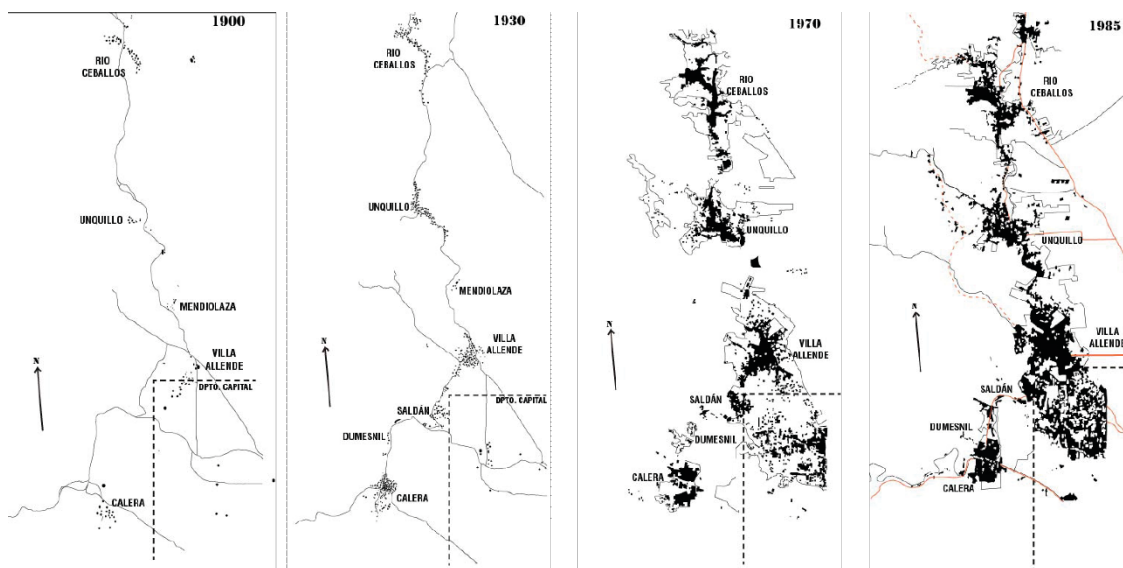 1900
RIO
CEBALLOS
UNQUILLO
MENDIOLAZA
VILLA
ALLENDE
DPTO. CAPITAL
N
CALERA
1930
RIO
CEBALLOS
UNQUILLO
MENDIOLAZA
VILLA
ALLENDE
N
DPTO. CAPITAL
SALDÁN
DUMESNIL
CALERA
1970
RIO
CEBALLOS
UNQUILLO
N
VILLA
ALLENDE
SALDÁN
DUMESNIL
CALERA
1985
RIO
CEBALLOS
UNQUILLO
N
VILLA
ALLENDE
SALDÁN
DUMESNIL
CALERA